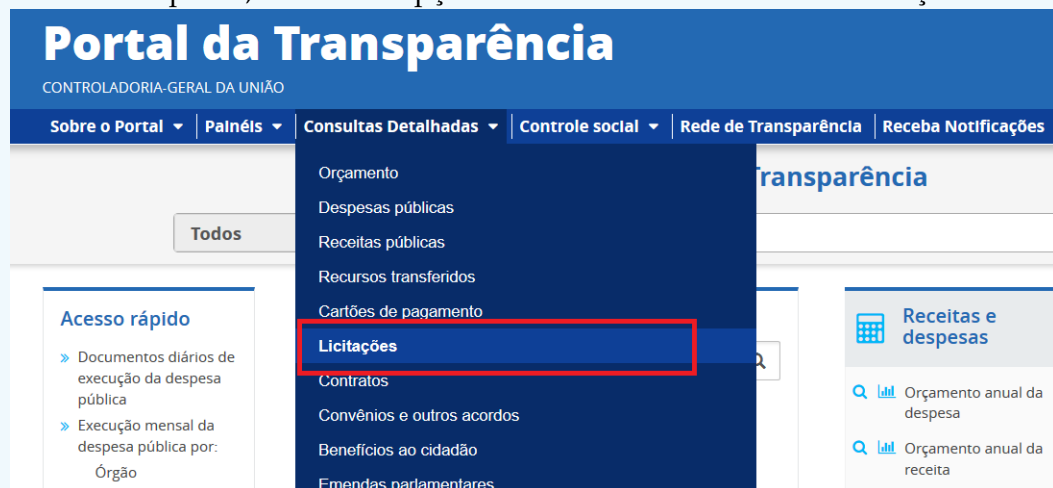 Portal da Transparência
CONTROLADORIA-GERAL DA UNIÃO
Sobre o Portal Painéis Consultas Detalhadas Controle social Rede de Transparência Receba Notificações
Transparência
Todos
Orçamento
Despesas públicas
Receitas públicas
Recursos transferidos
Cartões de pagamento
Licitações
Contratos
Convênios e outros acordos
Benefícios ao cidadão
Emendas parlamentares
Acesso rápido
Documentos diários de
execução da despesa
pública
Execução mensal da
despesa pública por:
Órgão
Receitas e
despesas
Orçamento anual da
despesa
Orçamento anual da
receita